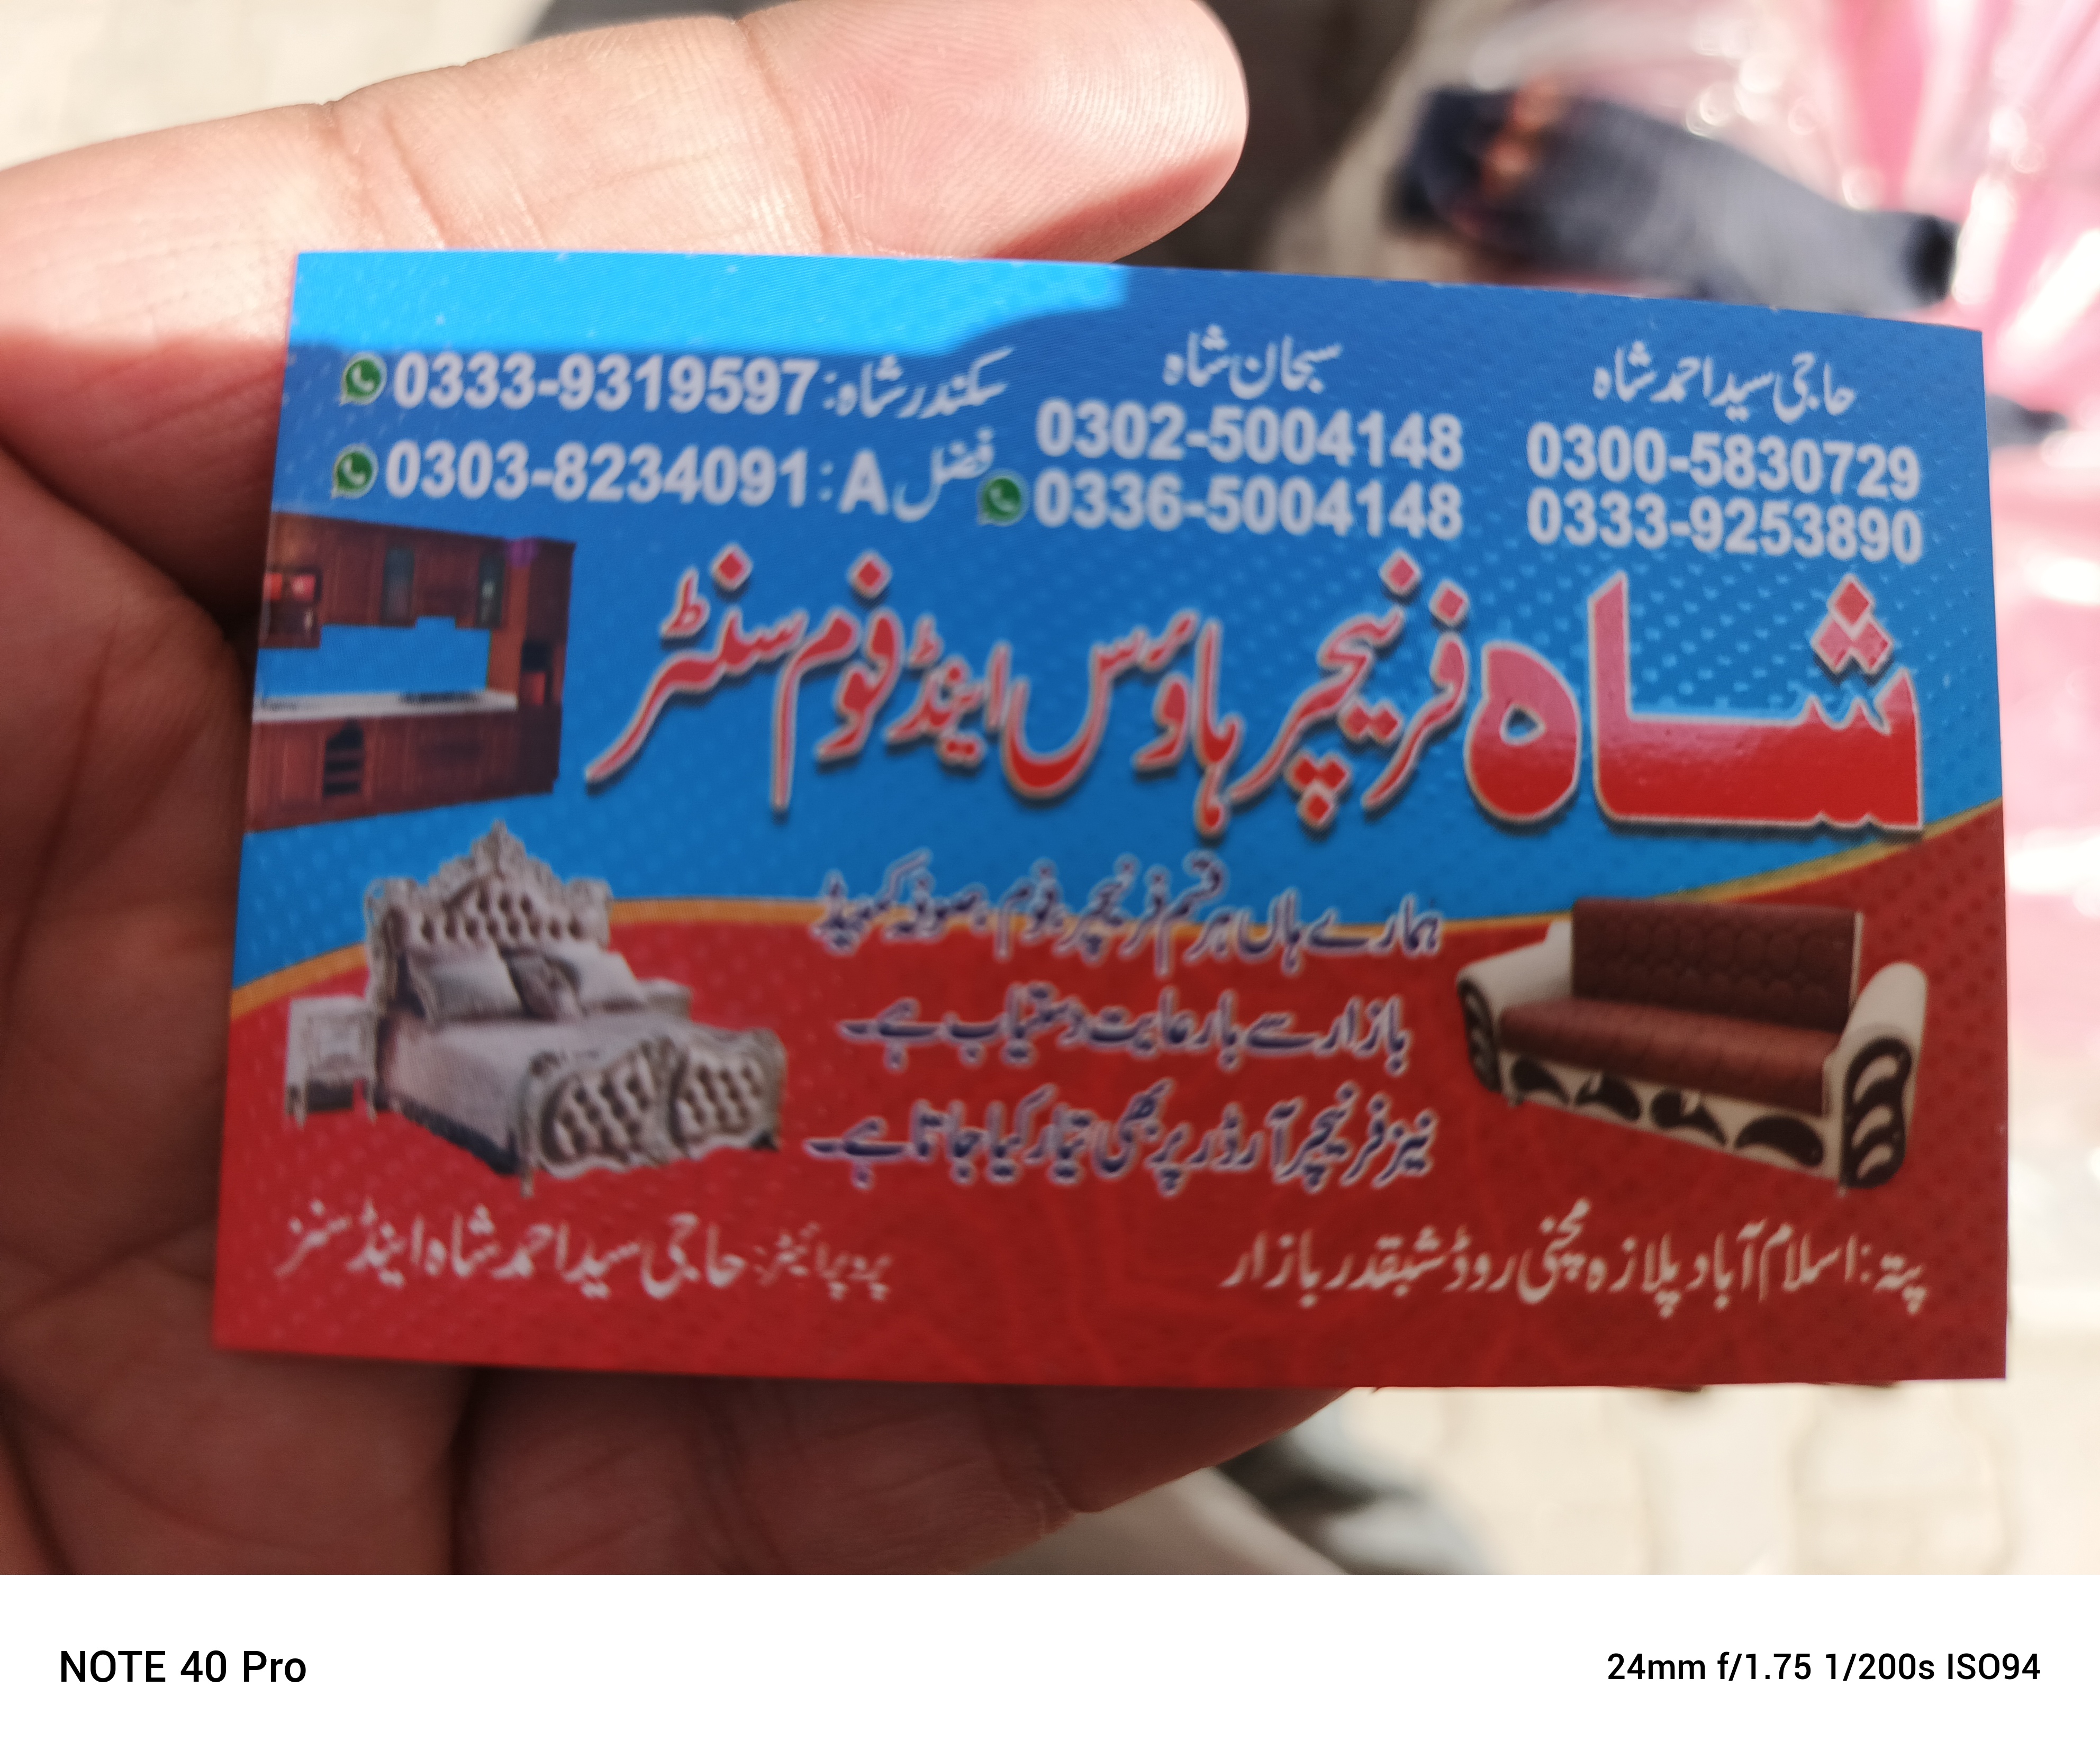 حاجی سید احمد شاہ
0300-5830729
0333-9253890
سبحان شاہ
0302-5004148
0336-5004148
سکندر شاہ: 0333-9319597
فضل A: 0303-8234091
شاہ فرنیچر ہاؤس اینڈ فوم سنٹر
ہمارے ہاں ہر قسم فرنیچر، فوم، صوفہ کمبیڈ
بازار سے بارعایت دستیاب ہے۔
نیز فرنیچر آرڈر پر بھی تیار کیا جاتا ہے۔
پتہ: اسلام آباد پلازہ مچنی روڈ شبقدر بازار
پروپرائیٹر: حاجی سید احمد شاہ اینڈ سنز
NOTE 40 Pro
24mm f/1.75 1/200s ISO94